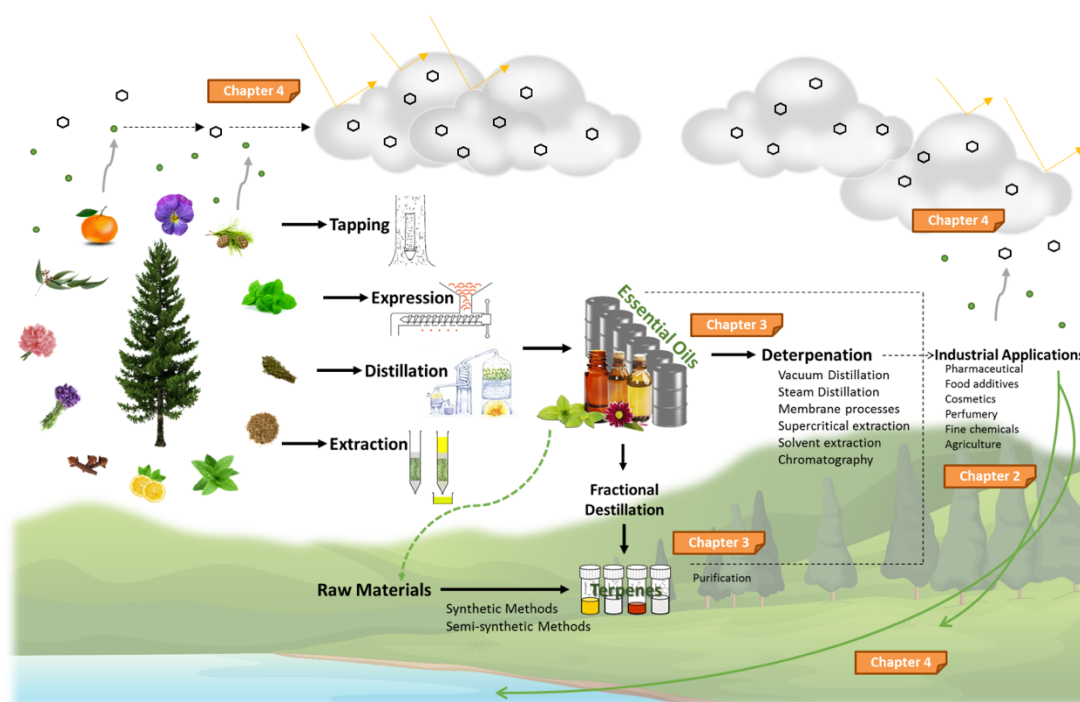 Chapter 4
Chapter 4
Tapping
Expression
Distillation
Extraction
Essential Oils
Chapter 3
Deterpenation
Vacuum Distillation
Steam Distillation
Membrane processes
Supercritical extraction
Solvent extraction
Chromatography
Industrial Applications
Pharmaceutical
Food additives
Cosmetics
Perfumery
Fine chemicals
Agriculture
Chapter 2
Fractional
Destillation
Chapter 3
Purification
Raw Materials
Synthetic Methods
Semi-synthetic Methods
Terpenes
Chapter 4